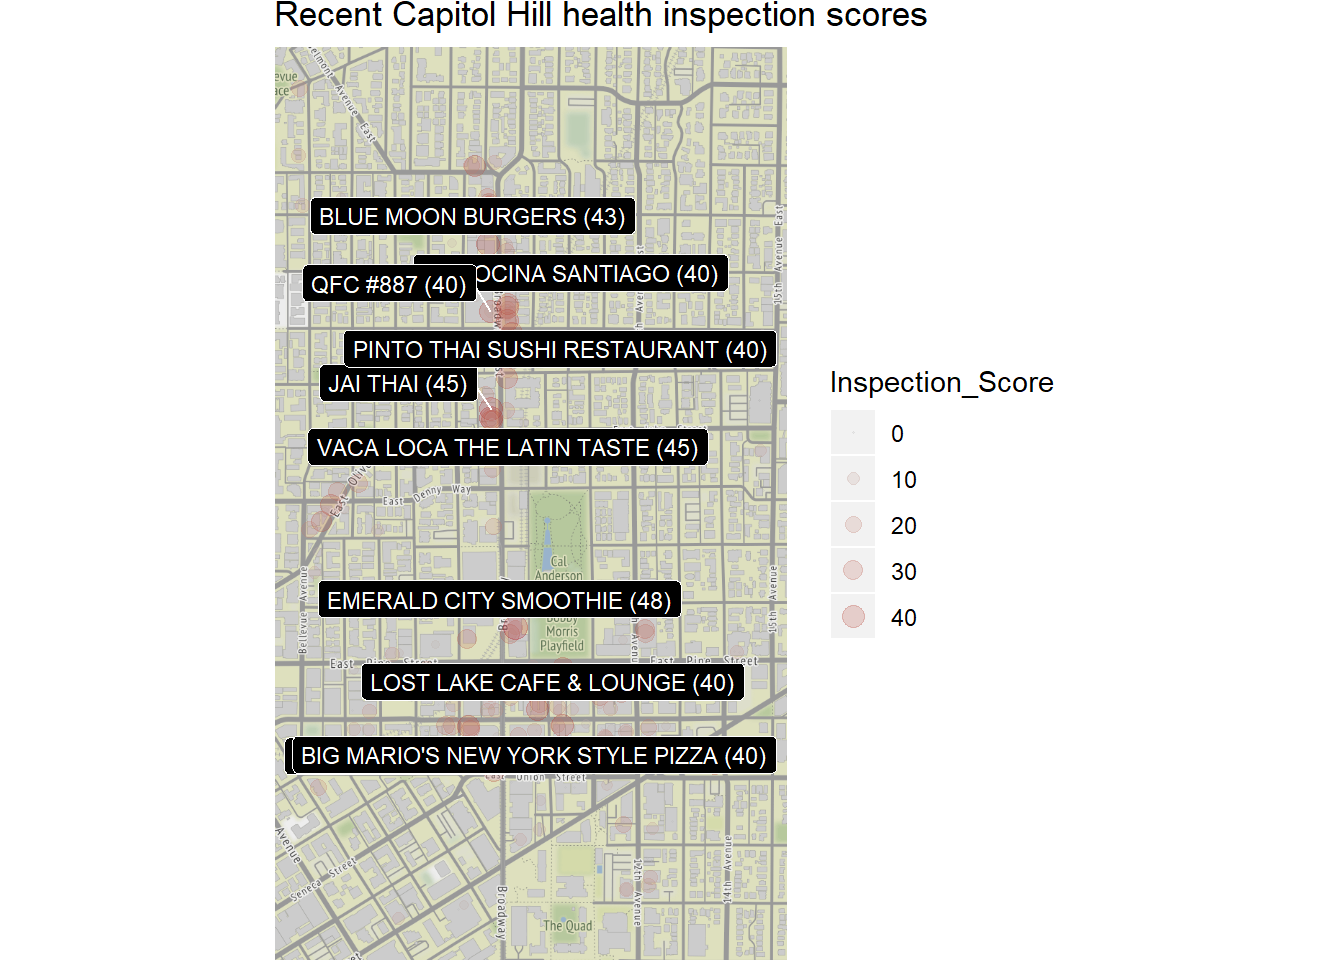 Recent Capitol Hill health inspection scores
evue
ace
elmont Avenue East
BLUE MOON BURGERS (43)
15th Avenue East
OCINA SANTIAGO (40)
QFC #887 (40)
PINTO THAI SUSHI RESTAURANT (40)
JAI THAI (45)
VACA LOCA THE LATIN TASTE (45)
East Denny Way
Cal
Anderson
Bellevue Avenue
15th Avenue
EMERALD CITY SMOOTHIE (48)
Bobby
Morris
Playfield
East Pine Street
East Pine Street
LOST LAKE CAFE & LOUNGE (40)
BIG MARIO'S NEW YORK STYLE PIZZA (40)
East Union Street
Avenue
Seneca Street
Broadway
12th Avenue
14th Avenue
The Quad
Inspection_Score
0
10
20
30
40